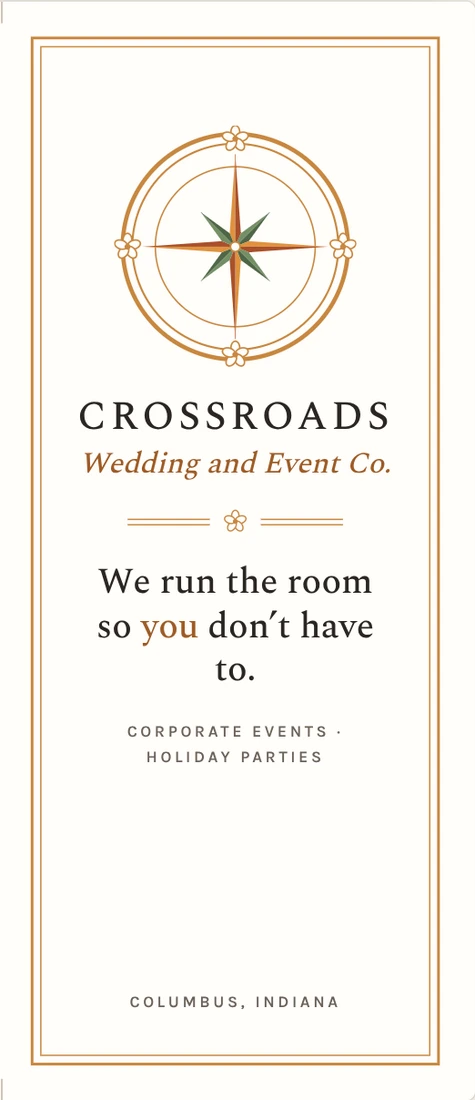 CROSSROADS
Wedding and Event Co.
We run the room
so you don´t have
to.
CORPORATE EVENTS ·
HOLIDAY PARTIES
COLUMBUS, INDIANA